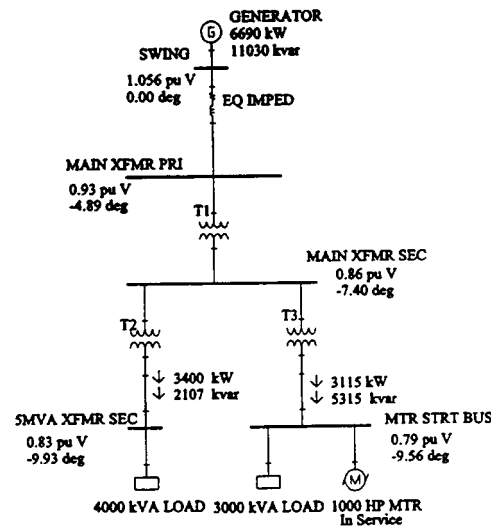 GENERATOR
G
6690 kW
11030 kvar
SWING
1.056 pu V
0.00 deg
EQ IMPED
MAIN XFMR PRI
0.93 pu V
-4.89 deg
T1
MAIN XFMR SEC
0.86 pu V
-7.40 deg
T2
T3
3400 kW
2107 kvar
3115 kW
5315 kvar
5MVA XFMR SEC
0.83 pu V
-9.93 deg
MTR STRT BUS
0.79 pu V
-9.56 deg
M
4000 kVA LOAD
3000 kVA LOAD
1000 HP MTR
In Service